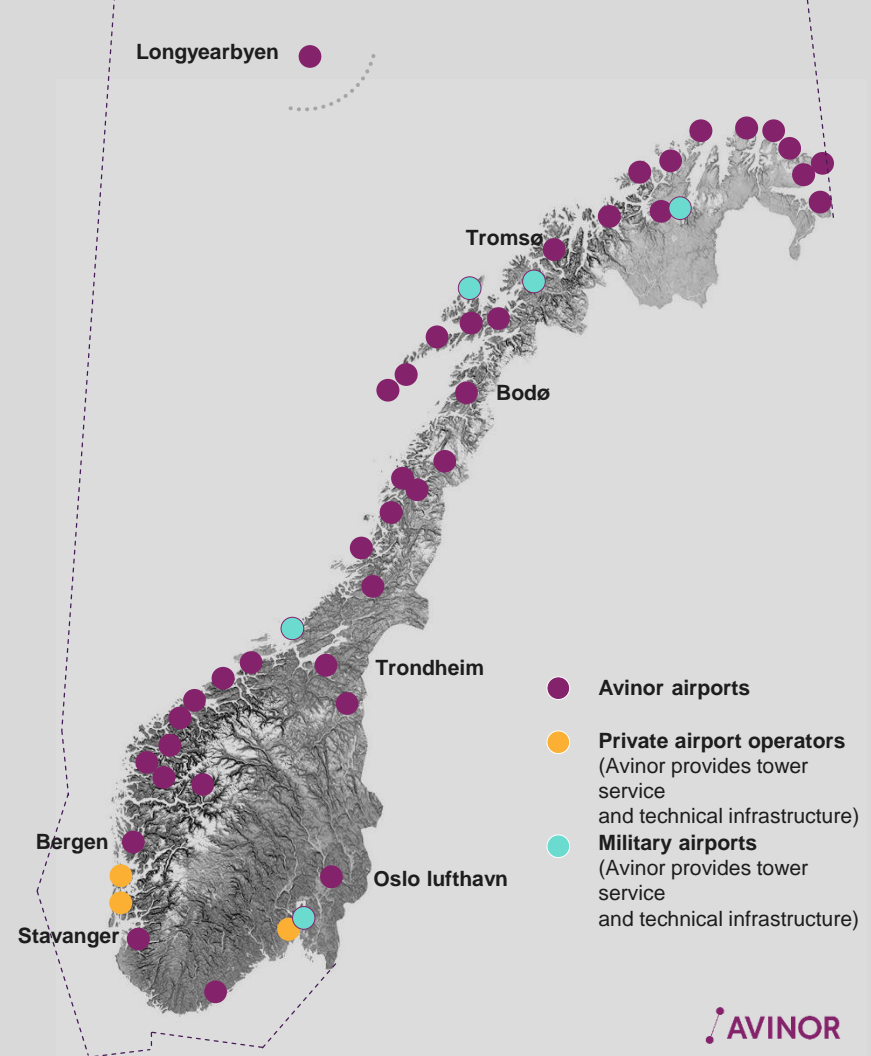 Longyearbyen
Tromsø
Bodø
Trondheim
Avinor airports
Private airport operators
(Avinor provides tower
service
and technical infrastructure)
Military airports
(Avinor provides tower
service
and technical infrastructure)
Bergen
Oslo lufthavn
Stavanger
AVINOR